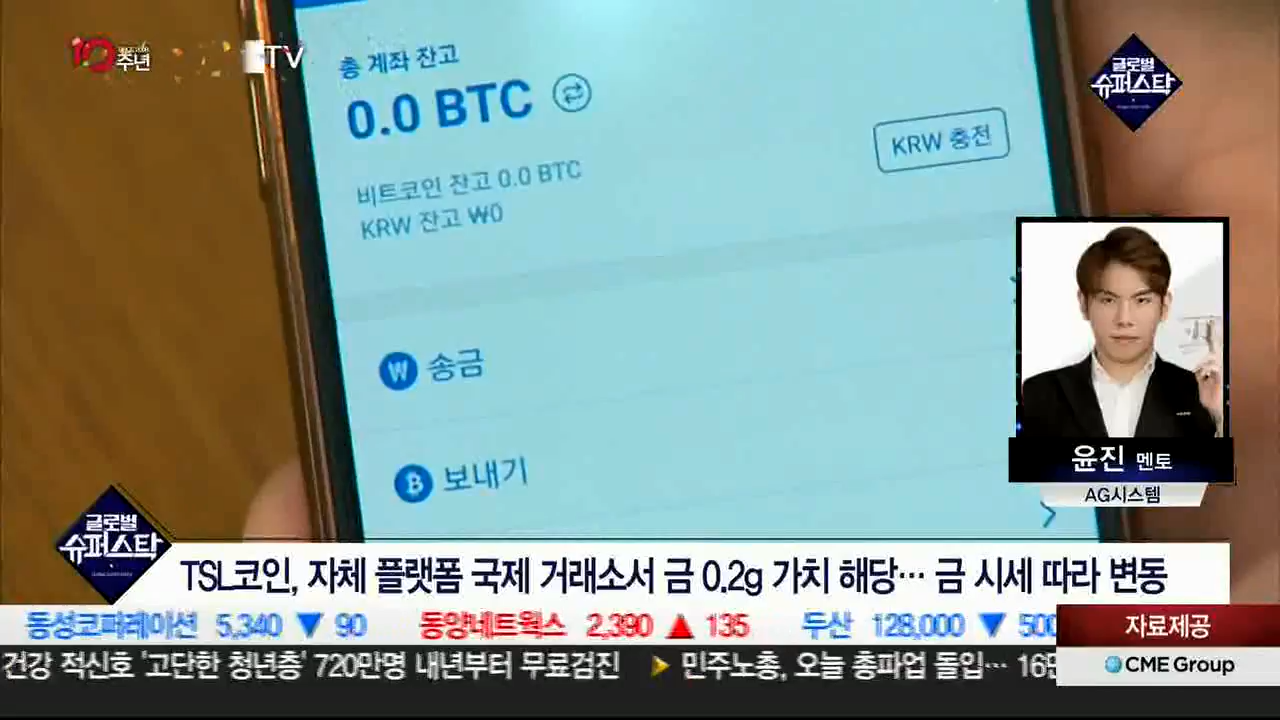 10주년
TV
글로벌
슈퍼스타
총 계좌 잔고
0.0 BTC
KRW 충전
비트코인 잔고 0.0 BTC
KRW 잔고 ₩0
W 송금
보내기
윤진 멘토
AG시스템
글로벌
슈퍼스타
TSL코인, 자체 플랫폼 국제 거래소서 금 0.2g 가치 해당… 금 시세 따라 변동
동성코퍼레이션 5,340 ▼ 90 동양네트웍스 2,390 ▲ 135 두산 128,000 ▼ 500
자료제공
건강 적신호 '고단한 청년층' 720만명 내년부터 무료검진 ▶ 민주노총, 오늘 총파업 돌입… 16만
CME Group